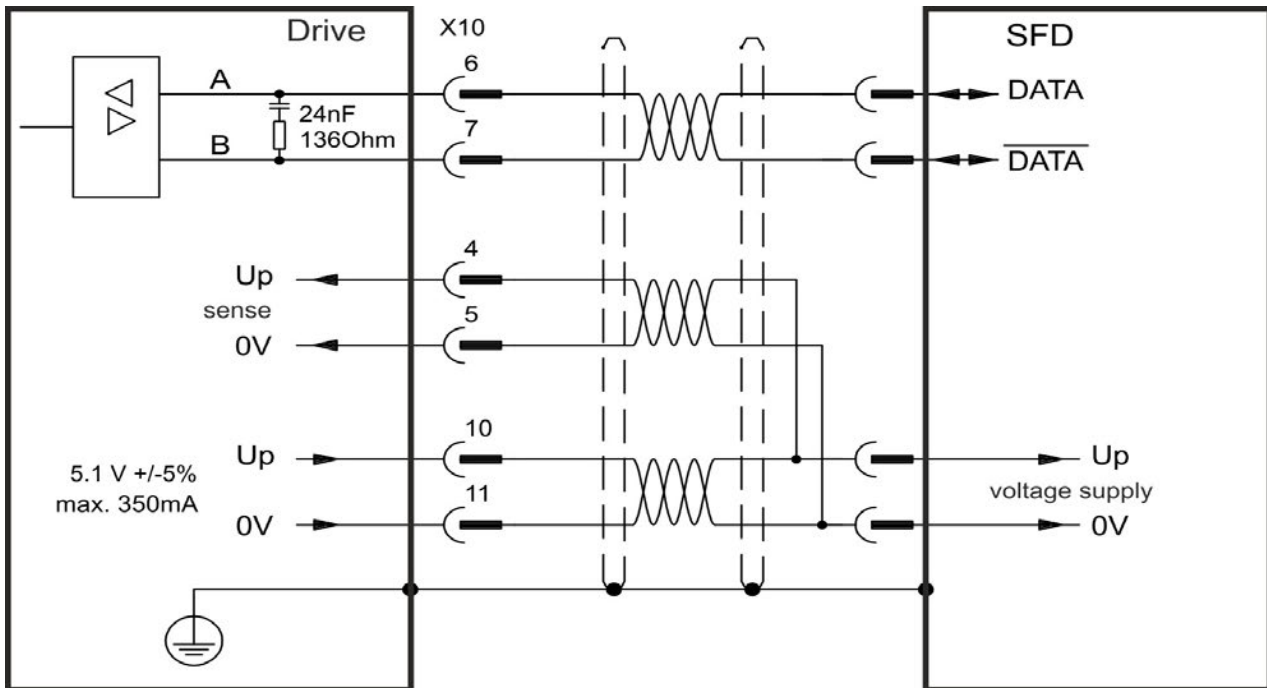 Drive
X10
SFD
6
A
DATA
24nF
136Ohm
7
B
DATA
4
Up
sense
5
0V
10
Up
Up
5.1 V +/-5%
max. 350mA
voltage supply
11
0V
0V